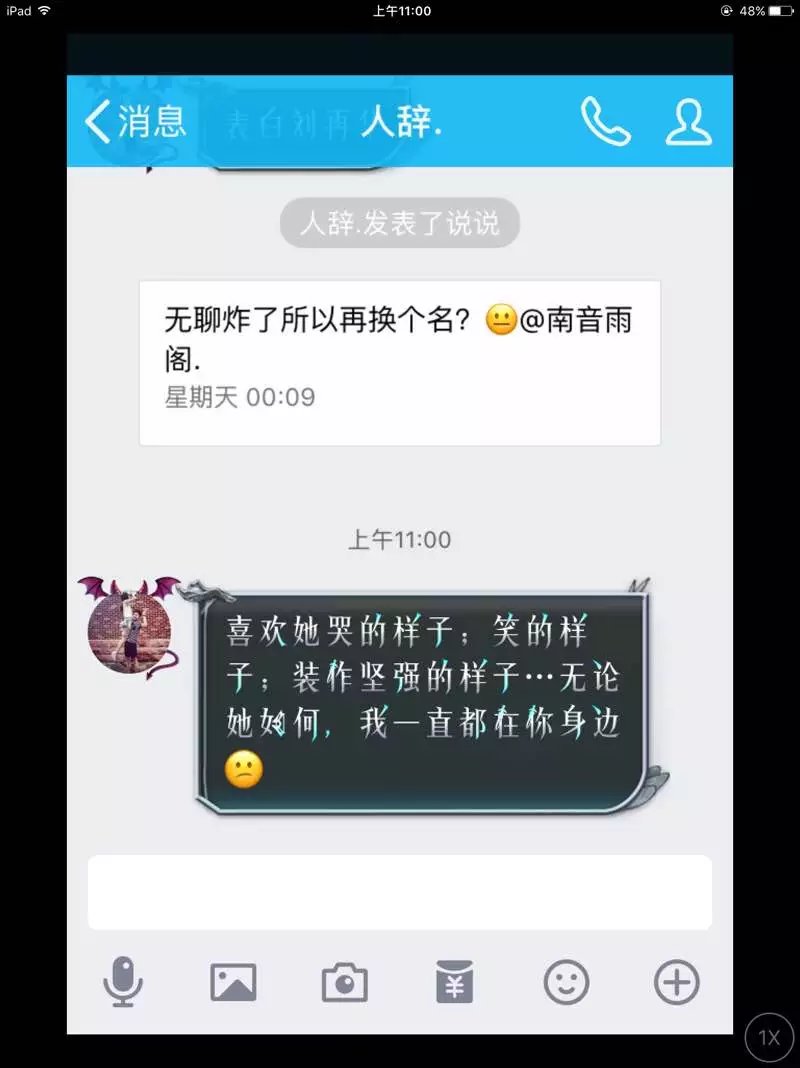 iPad 上午11:00 48%
消息 人辞.
表白刘再
人辞.发表了说说
无聊炸了所以再换个名？😐@南音雨
阁.
星期天 00:09
上午11:00
喜欢她哭的样子；笑的样
子；装作坚强的样子…无论
她如何，我一直都在你身边
😕
1X